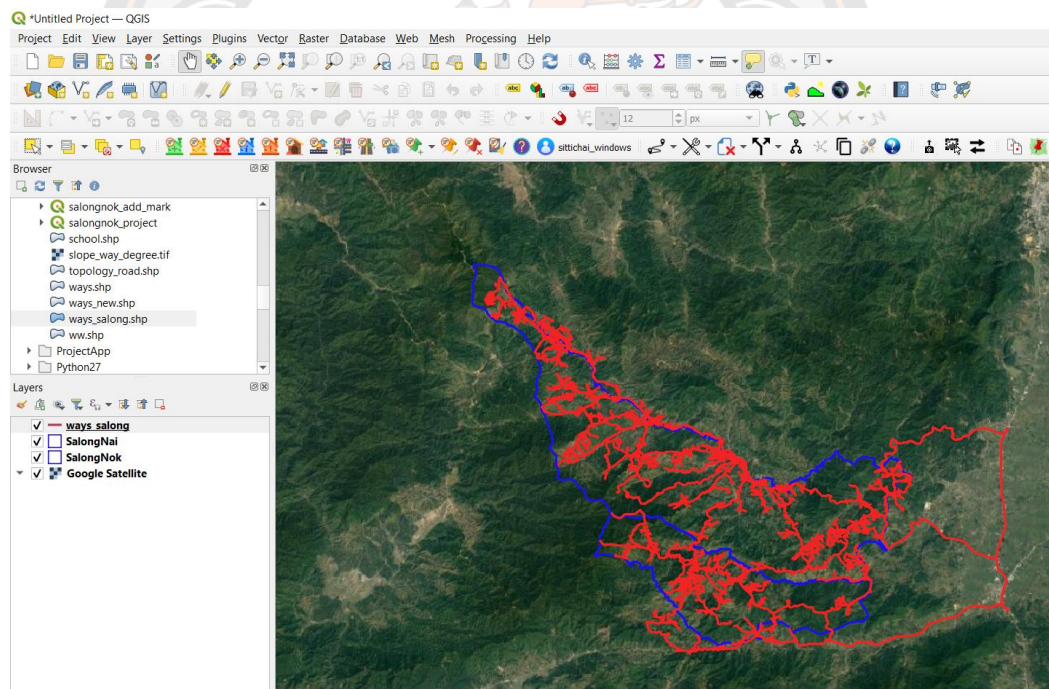 *Untitled Project — QGIS
Project Edit View Layer Settings Plugins Vector Raster Database Web Mesh Processing Help
12 px
sittichai_windows
Browser
salongnok_add_mark
salongnok_project
school.shp
slope_way_degree.tif
topology_road.shp
ways.shp
ways_new.shp
ways_salong.shp
ww.shp
ProjectApp
Python27
Layers
ways_salong
SalongNai
SalongNok
Google Satellite